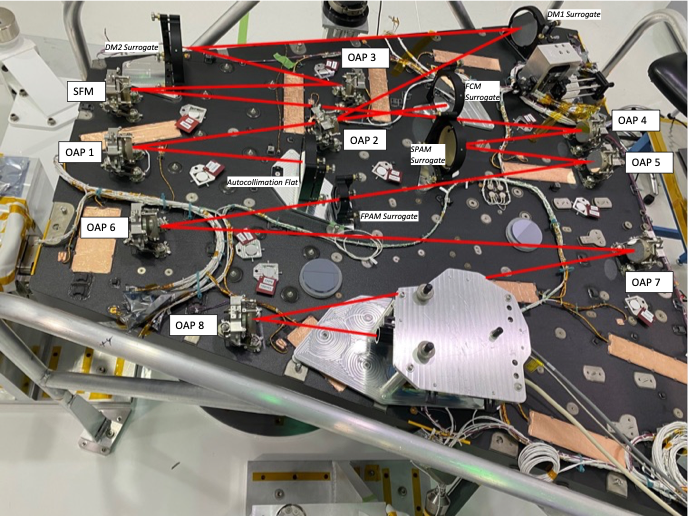 DM1 Surrogate
DM2 Surrogate
OAP 3
SFM
FCM
Surrogate
OAP 4
OAP 1
OAP 2
SPAM
Surrogate
OAP 5
Autocollimation Flat
FPAM Surrogate
OAP 6
OAP 7
OAP 8